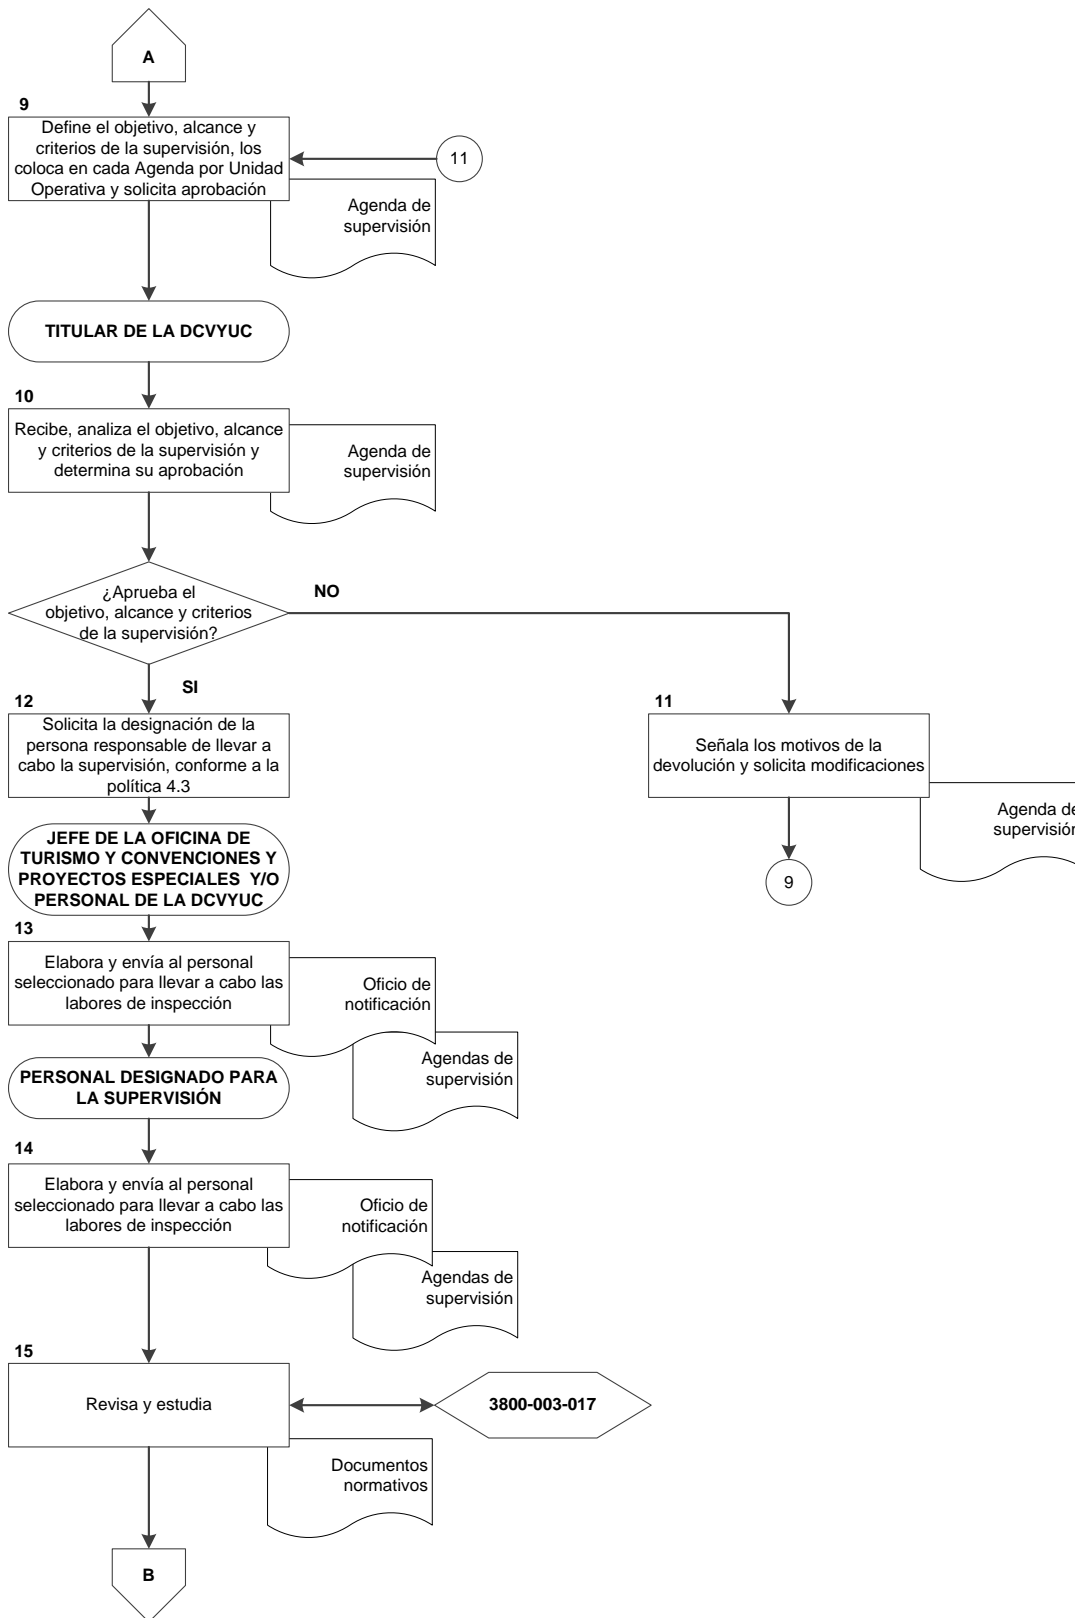 A
9
Define el objetivo, alcance y
criterios de la supervisión, los
coloca en cada Agenda por Unidad
Operativa y solicita aprobación
11
Agenda de
supervisión
TITULAR DE LA DCVYUC
10
Recibe, analiza el objetivo, alcance
y criterios de la supervisión y
determina su aprobación
Agenda de
supervisión
¿Aprueba el
objetivo, alcance y criterios
de la supervisión?
NO
SI
12
Solicita la designación de la
persona responsable de llevar a
cabo la supervisión, conforme a la
política 4.3
11
Señala los motivos de la
devolución y solicita modificaciones
Agenda de
supervisión
9
JEFE DE LA OFICINA DE
TURISMO Y CONVENCIONES Y
PROYECTOS ESPECIALES Y/O
PERSONAL DE LA DCVYUC
13
Elabora y envía al personal
seleccionado para llevar a cabo las
labores de inspección
Oficio de
notificación
Agendas de
supervisión
PERSONAL DESIGNADO PARA
LA SUPERVISIÓN
14
Elabora y envía al personal
seleccionado para llevar a cabo las
labores de inspección
Oficio de
notificación
Agendas de
supervisión
15
Revisa y estudia
3800-003-017
Documentos
normativos
B